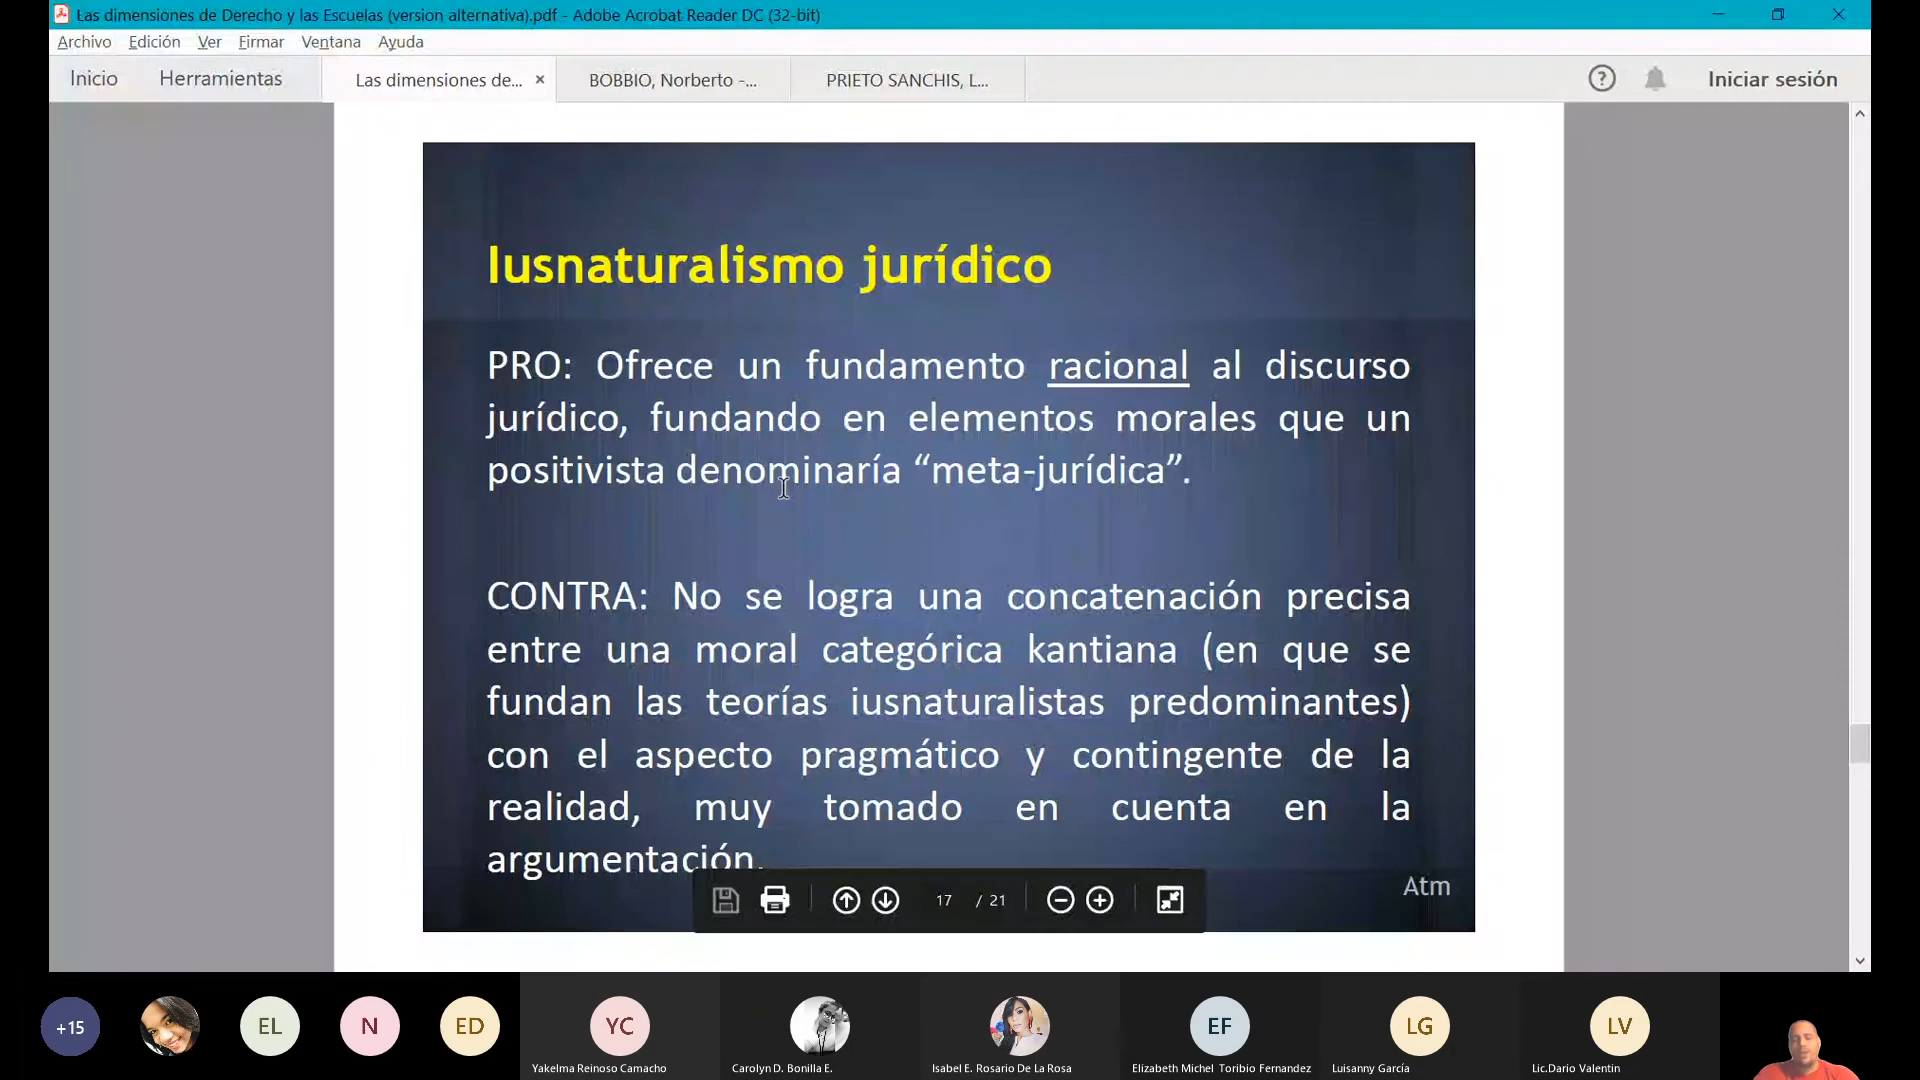 Las dimensiones de Derecho y las Escuelas (version alternativa).pdf - Adobe Acrobat Reader DC (32-bit)
Archivo Edición Ver Firmar Ventana Ayuda
Inicio Herramientas Las dimensiones de... × BOBBIO, Norberto -... PRIETO SANCHIS, L... ? Iniciar sesión
Iusnaturalismo jurídico
PRO: Ofrece un fundamento racional al discurso
jurídico, fundando en elementos morales que un
positivista denominaría “meta-jurídica”.
CONTRA: No se logra una concatenación precisa
entre una moral categórica kantiana (en que se
fundan las teorías iusnaturalistas predominantes)
con el aspecto pragmático y contingente de la
realidad, muy tomado en cuenta en la
argumentación.
Atm
17 / 21
+15 EL N ED YC EF LG LV
Yakelma Reinoso Camacho Carolyn D. Bonilla E. Isabel E. Rosario De La Rosa Elizabeth Michel Toribio Fernandez Luisanny García Lic.Dario Valentin